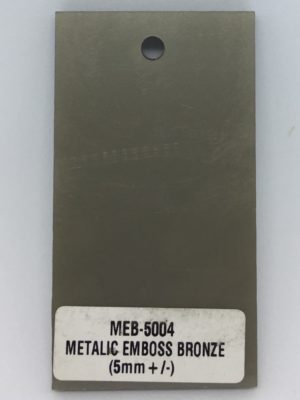 MEB-5004
METALIC EMBOSS BRONZE
(5mm +/-)